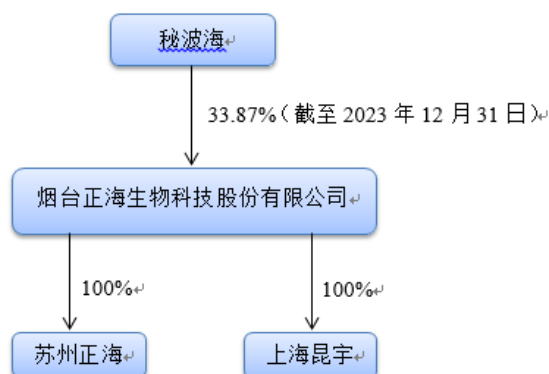 秘波海
33.87%（截至 2023 年 12 月 31 日）
烟台正海生物科技股份有限公司
100%
100%
苏州正海
上海昆宇